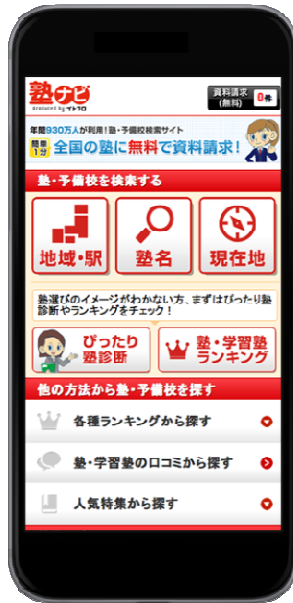 塾ナビ
produced by イトクロ
資料請求
(無料)
0件
年間930万人が利用！塾・予備校検索サイト
簡単
1分
全国の塾に無料で資料請求！
塾・予備校を検索する
地域・駅
塾名
現在地
塾選びのイメージがわかない方、まずはぴったり塾
診断やランキングをチェック！
ぴったり
塾診断
塾・学習塾
ランキング
他の方法から塾・予備校を探す
各種ランキングから探す
塾・学習塾の口コミから探す
人気特集から探す